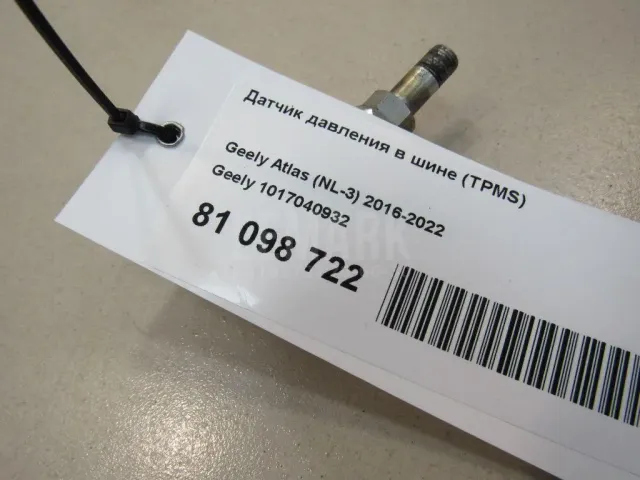 Датчик давления в шине (TPMS)
Geely Atlas (NL-3) 2016-2022
Geely 1017040932
81 098 722